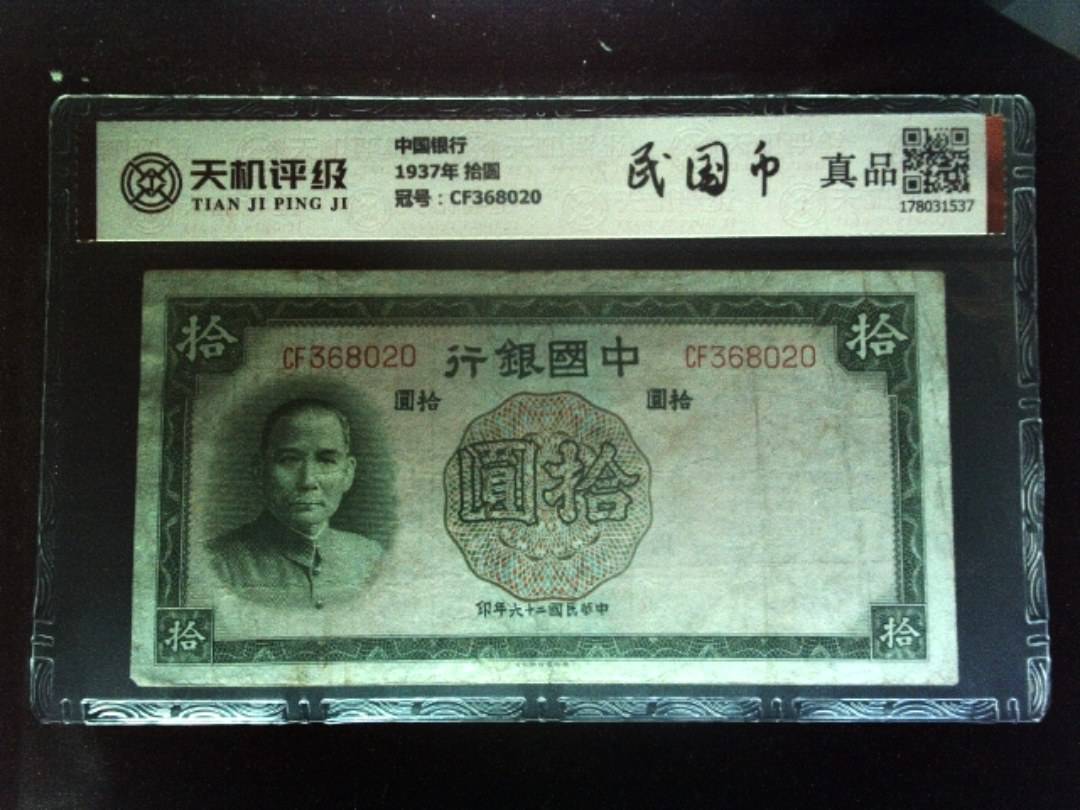 天机评级
TIAN JI PING JI
中国银行
1937年 拾圆
冠号：CF368020
民国币
真品
178031537
拾
拾
CF368020
行銀國中
CF368020
圓拾
圓拾
圓拾
印年六十二國民華中
拾
拾